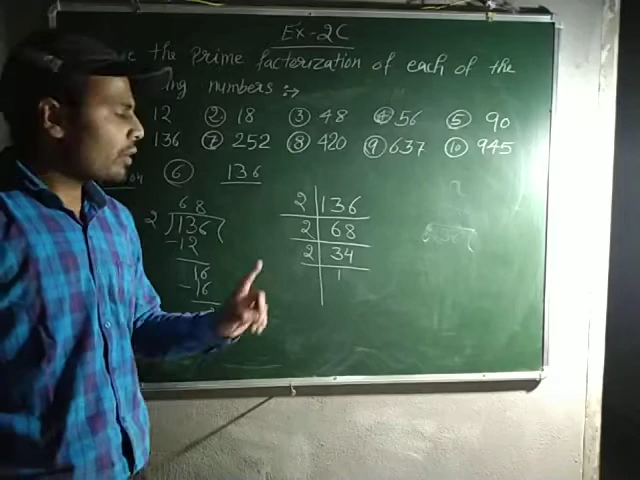 Ex-2C
the Prime factorization of each of the
ing numbers :→
12 ② 18 ③ 48 ④ 56 ⑤ 90
136 ⑦ 252 ⑧ 420 ⑨ 637 ⑩ 945
⑥ 136
68
2 136
-12
16
-16
2 136
2 68
2 34
1